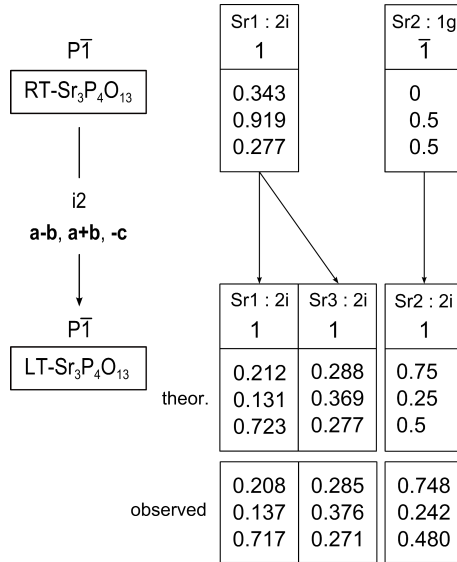 Sr1 : 2i Sr2 : 1g
P1̅ 1 1̅
RT-Sr₃P₄O₁₃
0.343 0
0.919 0.5
0.277 0.5
i2
a-b, a+b, -c
Sr1 : 2i Sr3 : 2i Sr2 : 2i
P1̅ 1 1 1
LT-Sr₃P₄O₁₃
0.212 0.288 0.75
theor. 0.131 0.369 0.25
0.723 0.277 0.5
0.208 0.285 0.748
observed 0.137 0.376 0.242
0.717 0.271 0.480